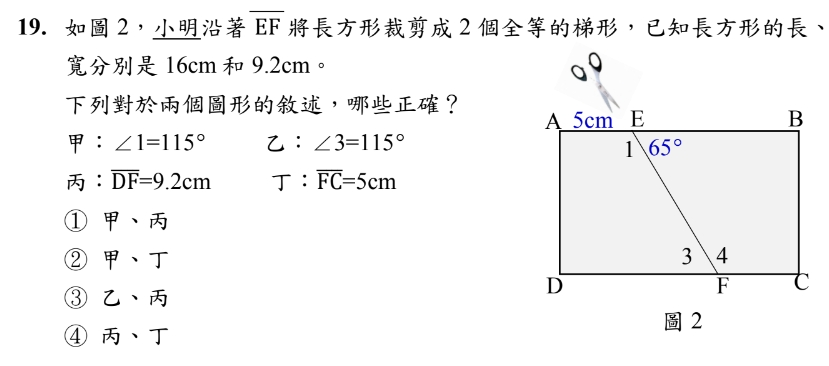 19. 如圖 2，小明沿著 EF 將長方形裁剪成 2 個全等的梯形，已知長方形的長、
寬分別是 16cm 和 9.2cm。
下列對於兩個圖形的敘述，哪些正確？
甲：∠1=115° 乙：∠3=115°
丙：DF=9.2cm 丁：FC=5cm
① 甲、丙
② 甲、丁
③ 乙、丙
④ 丙、丁
A 5cm E B
1 65°
3 4
D F C
圖 2